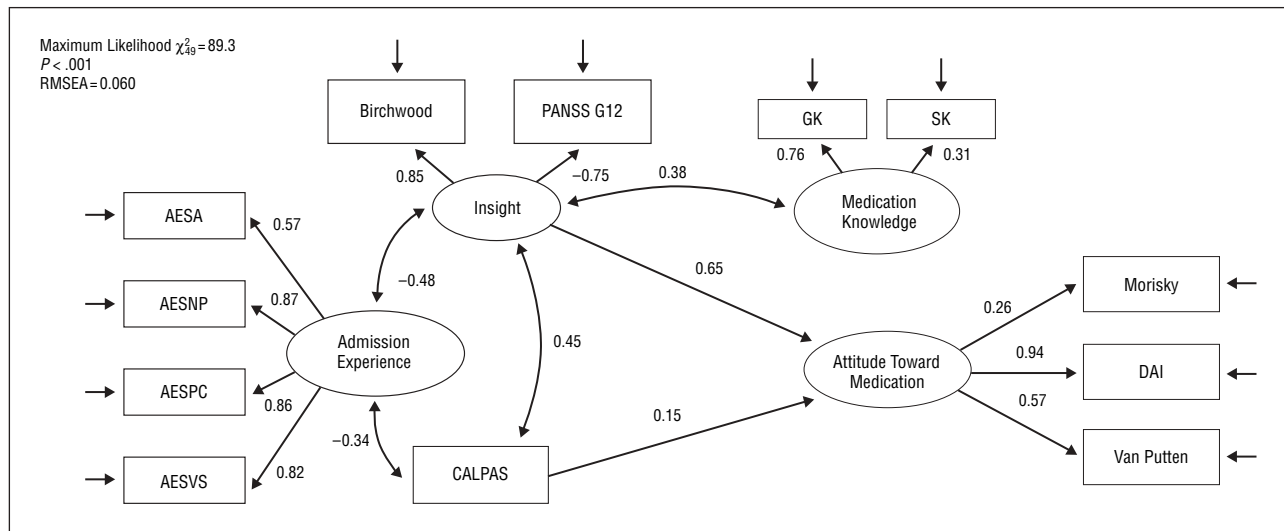 Maximum Likelihood χ²₄₉ = 89.3
P < .001
RMSEA = 0.060
Birchwood
PANSS G12
GK
SK
0.76
0.31
0.85
−0.75
0.38
Insight
Medication
Knowledge
AESA
0.57
0.65
−0.48
AESNP
0.87
Morisky
0.26
Admission
Experience
0.45
Attitude Toward
Medication
0.94
DAI
AESPC
0.86
0.57
0.15
−0.34
AESVS
0.82
CALPAS
Van Putten